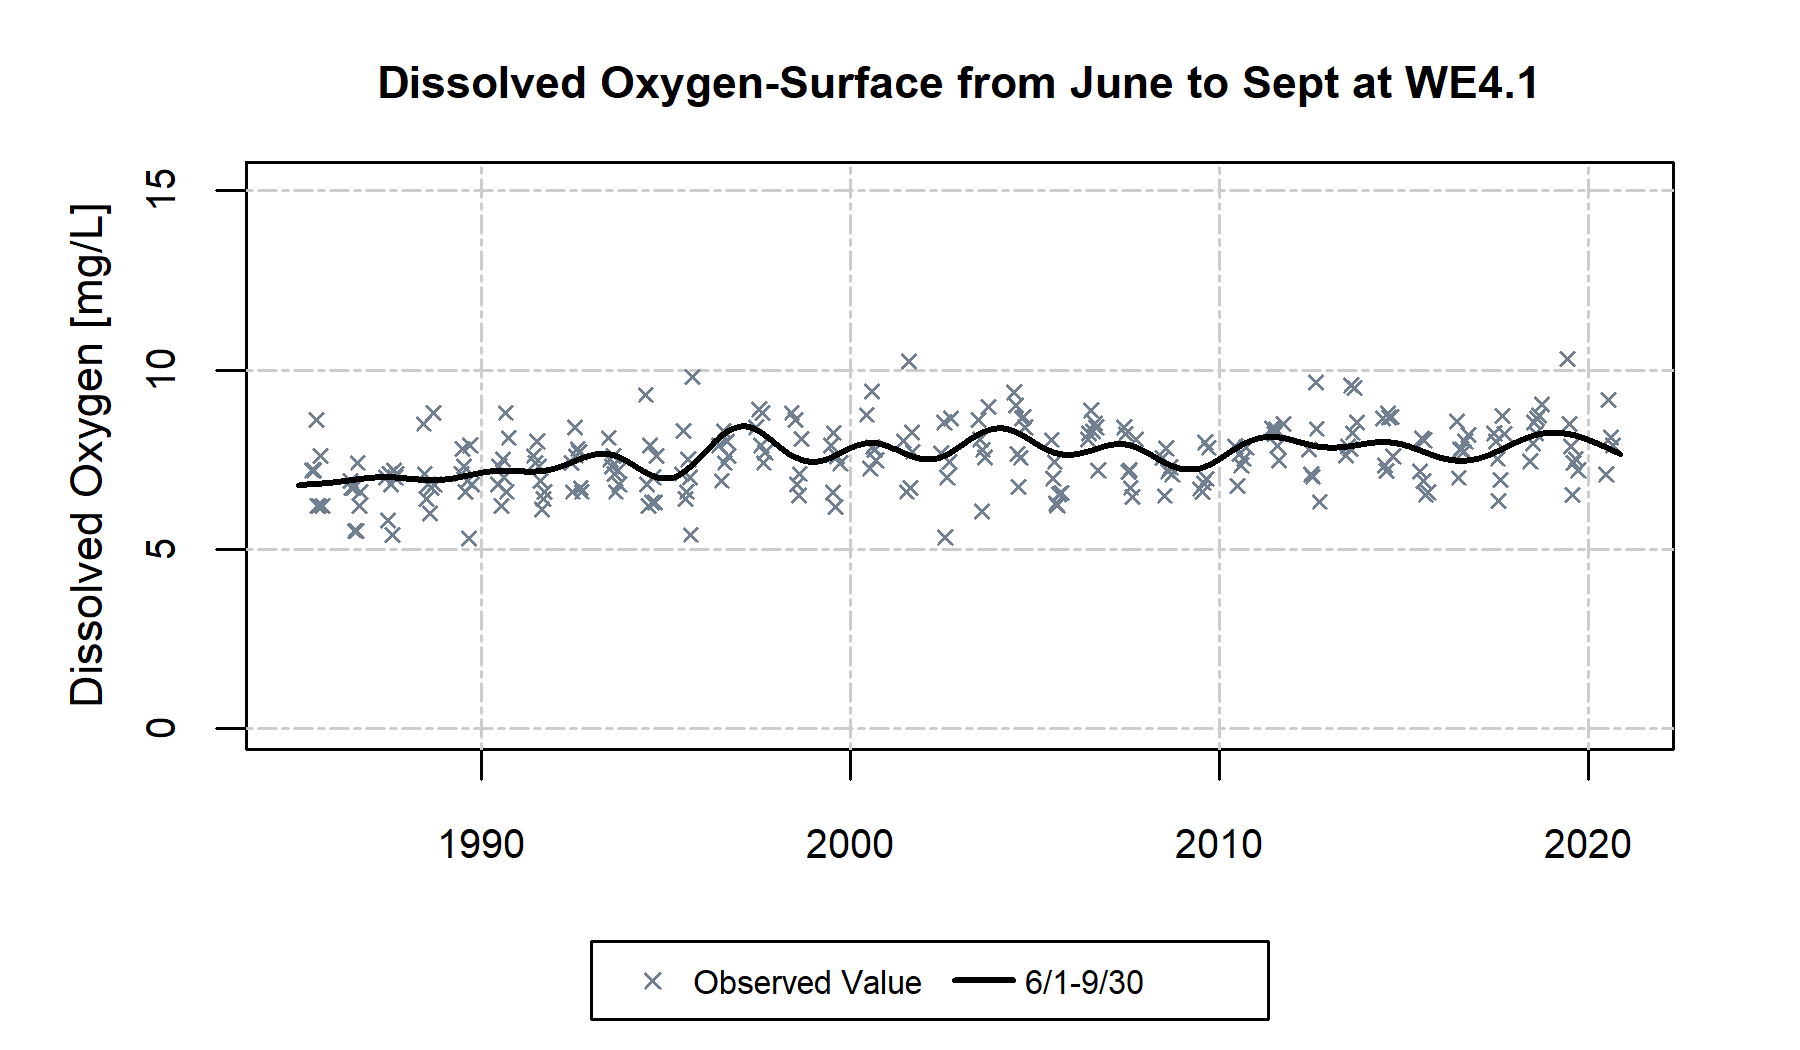 Dissolved Oxygen-Surface from June to Sept at WE4.1
Dissolved Oxygen [mg/L]
15
10
5
0
1990 2000 2010 2020
Observed Value 6/1-9/30